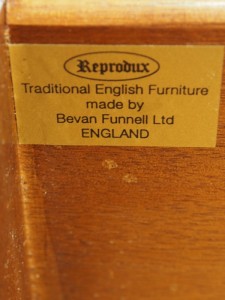 Reprodux
Traditional English Furniture
made by
Bevan Funnell Ltd
ENGLAND